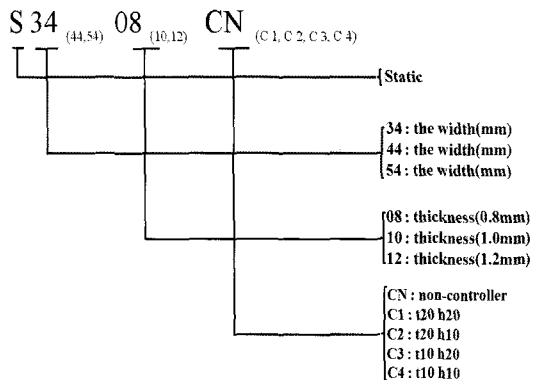 S 34 (44,54) 08 (10,12) CN (C 1, C 2, C 3, C 4)
Static
34 : the width(mm)
44 : the width(mm)
54 : the width(mm)
08 : thickness(0.8mm)
10 : thickness(1.0mm)
12 : thickness(1.2mm)
CN : non-controller
C1 : t20 h20
C2 : t20 h10
C3 : t10 h20
C4 : t10 h10